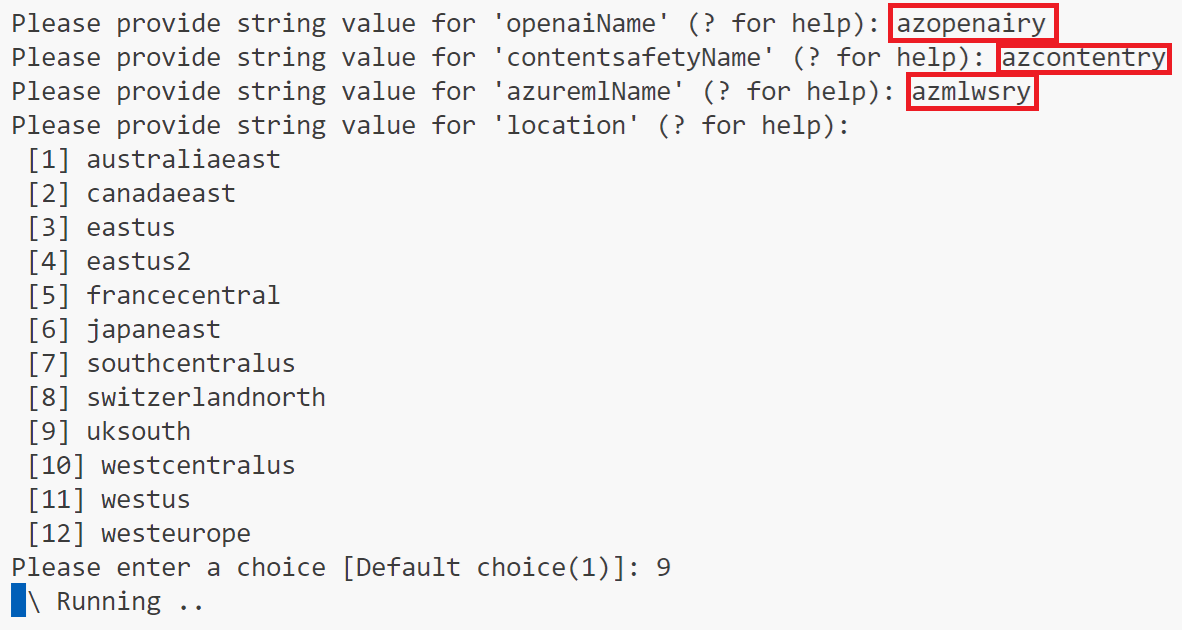 Please provide string value for 'openaiName' (? for help): azopenairy
Please provide string value for 'contentsafetyName' (? for help): azcontentry
Please provide string value for 'azuremlName' (? for help): azmlwsry
Please provide string value for 'location' (? for help):
[1] australiaeast
[2] canadaeast
[3] eastus
[4] eastus2
[5] francecentral
[6] japaneast
[7] southcentralus
[8] switzerlandnorth
[9] uksouth
[10] westcentralus
[11] westus
[12] westeurope
Please enter a choice [Default choice(1)]: 9
\ Running ..